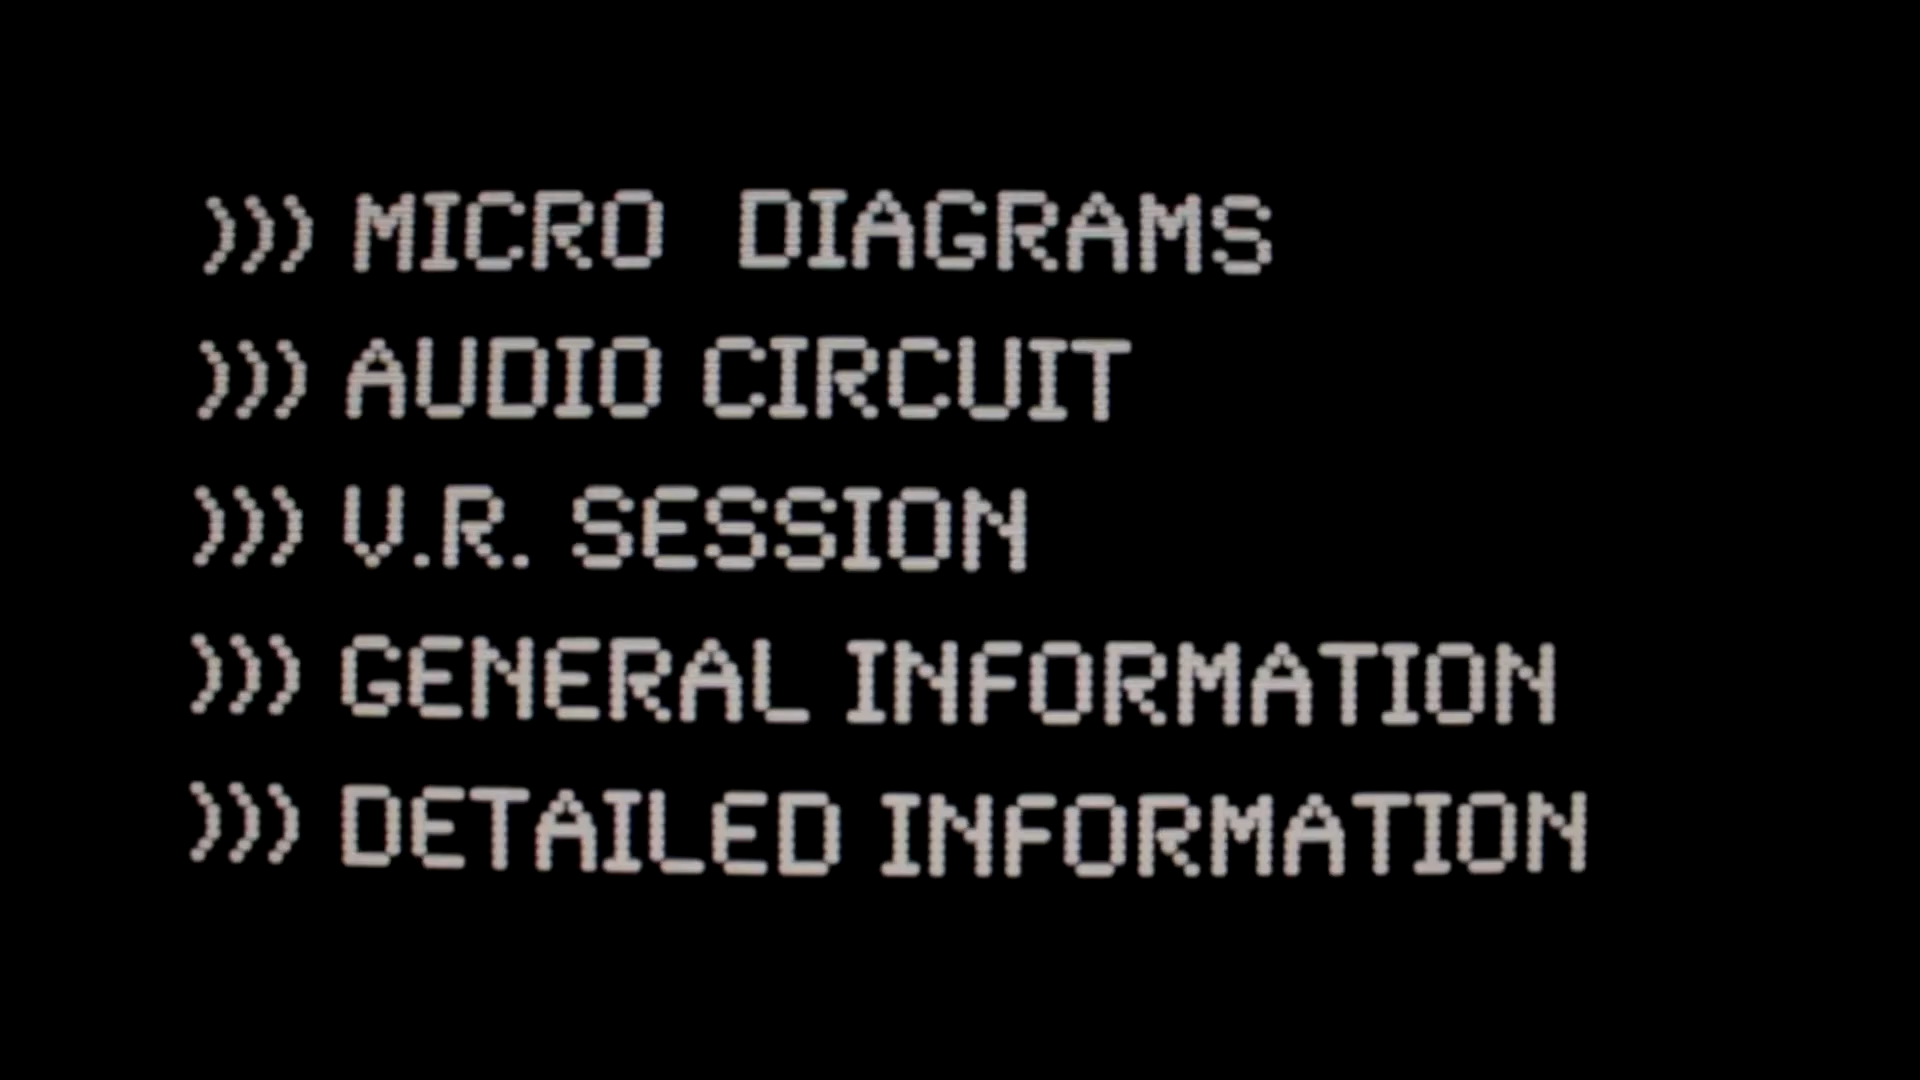 ))) MICRO DIAGRAMS
))) AUDIO CIRCUIT
))) V.R. SESSION
))) GENERAL INFORMATION
))) DETAILED INFORMATION